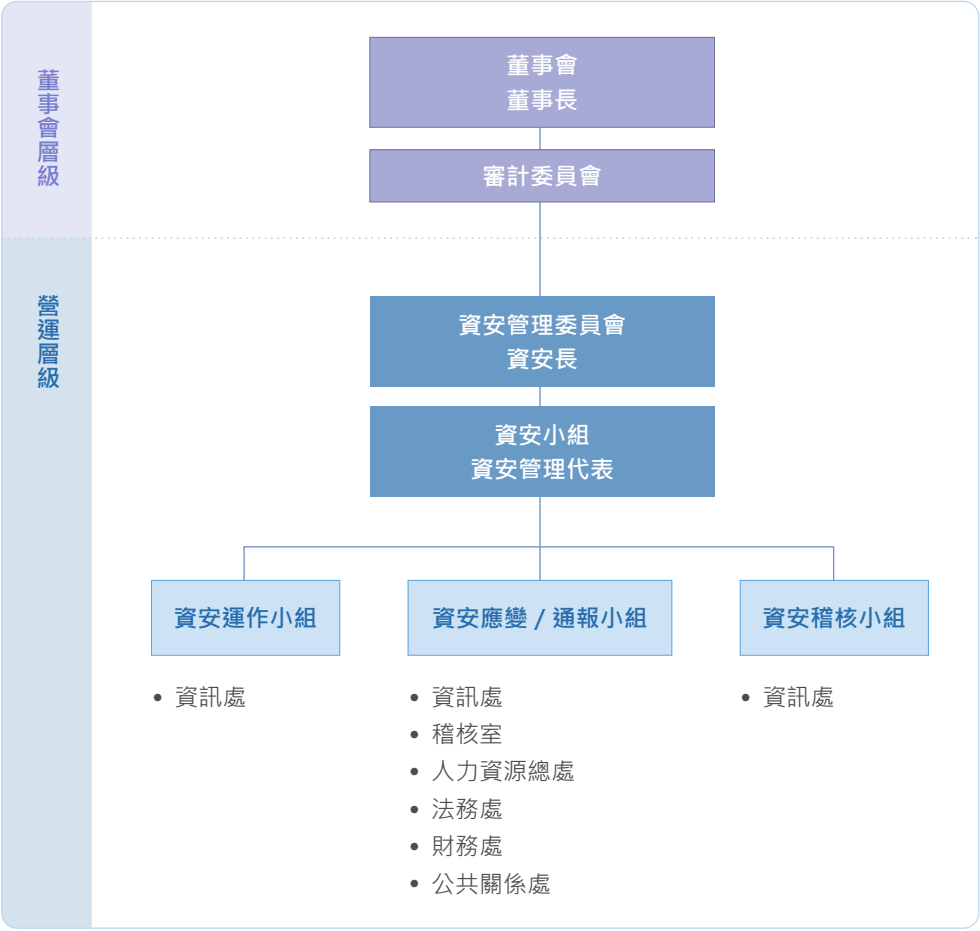 董事會層級
董事會
董事長
審計委員會
營運層級
資安管理委員會
資安長
資安小組
資安管理代表
資安運作小組
• 資訊處
資安應變 / 通報小組
• 資訊處
• 稽核室
• 人力資源總處
• 法務處
• 財務處
• 公共關係處
資安稽核小組
• 資訊處